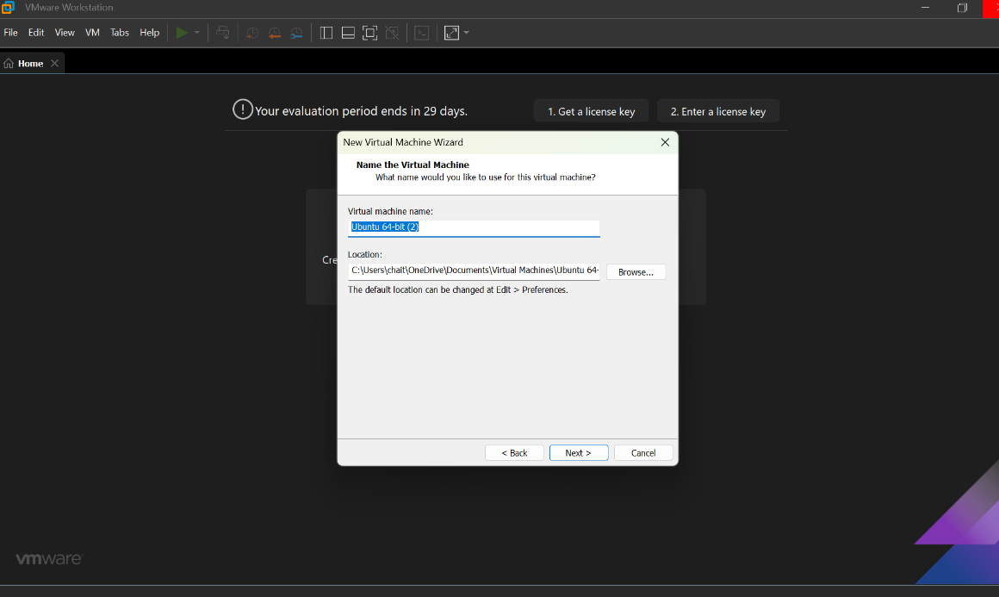 VMware Workstation
File Edit View VM Tabs Help
Home
Your evaluation period ends in 29 days.
1. Get a license key
2. Enter a license key
New Virtual Machine Wizard
Name the Virtual Machine
What name would you like to use for this virtual machine?
Virtual machine name:
Ubuntu 64-bit (2)
Location:
Cre
C:\Users\chait\OneDrive\Documents\Virtual Machines\Ubuntu 64-
Browse...
The default location can be changed at Edit > Preferences.
< Back
Next >
Cancel
vmware